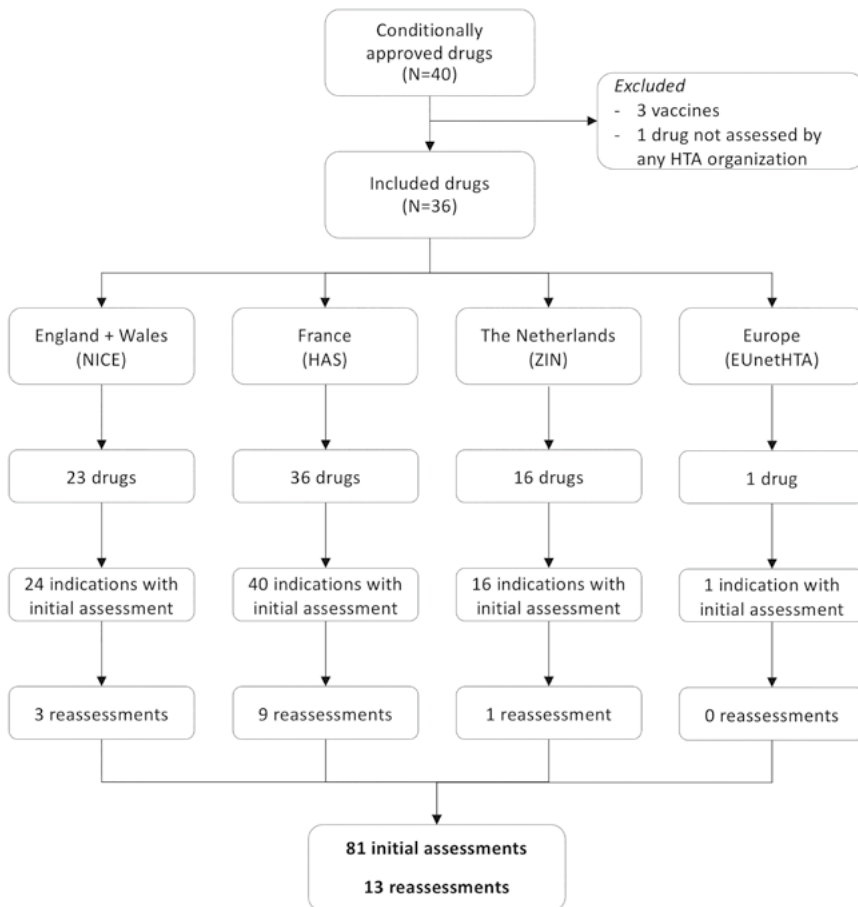 Conditionally
approved drugs
(N=40)
Excluded
- 3 vaccines
- 1 drug not assessed by
any HTA organization
Included drugs
(N=36)
England + Wales
(NICE)
France
(HAS)
The Netherlands
(ZIN)
Europe
(EUnetHTA)
23 drugs
36 drugs
16 drugs
1 drug
24 indications with
initial assessment
40 indications with
initial assessment
16 indications with
initial assessment
1 indication with
initial assessment
3 reassessments
9 reassessments
1 reassessment
0 reassessments
81 initial assessments
13 reassessments